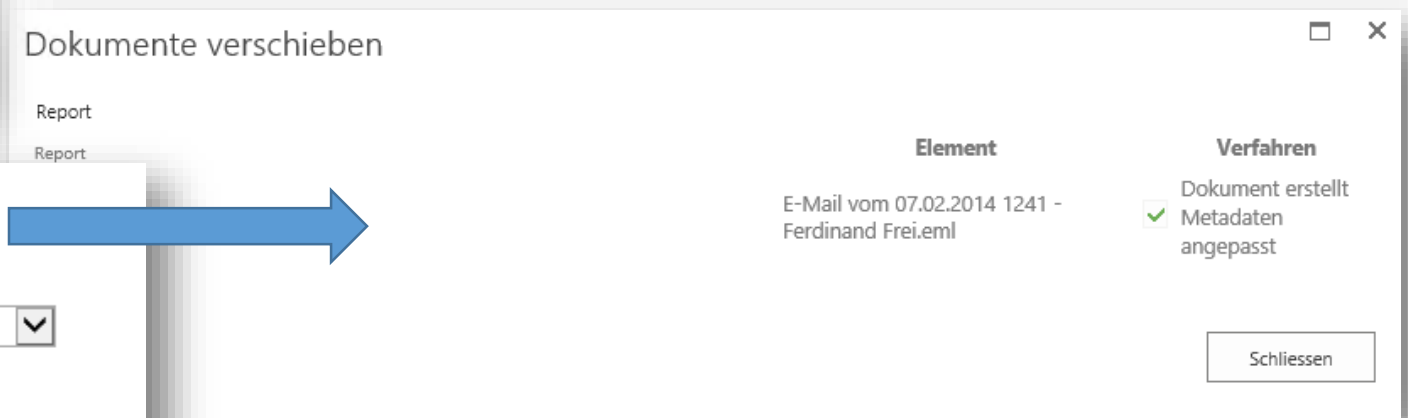 Dokumente verschieben
Report
Report
Element
Verfahren
E-Mail vom 07.02.2014 1241 -
Ferdinand Frei.eml
Dokument erstellt
Metadaten
angepasst
Schliessen